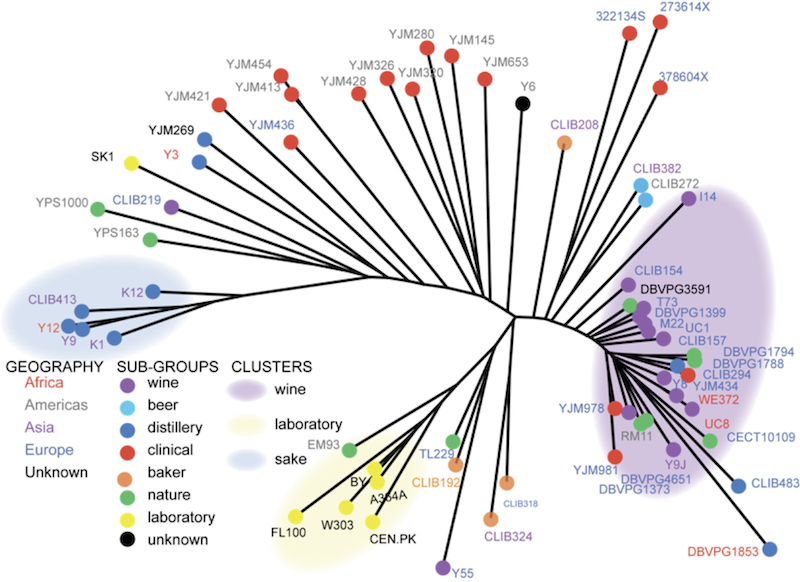 273614X
322134S
YJM280
YJM145
YJM454
YJM326
YJM320
YJM653
378604X
YJM413
YJM428
Y6
YJM421
YJM269
YJM436
CLIB208
SK1
Y3
CLIB382
CLIB272
YPS1000
CLIB219
I14
YPS163
CLIB154
K12
DBVPG3591
CLIB413
T73
DBVPG1399
Y12
M22
UC1
Y9
K1
CLIB157
DBVPG1794
DBVPG1788
CLIB294
Y8
YJM434
WE372
YJM978
UC8
RM11
CECT10109
YJM981
Y9J
DBVPG4651
DBVPG1373
CLIB483
DBVPG1853
GEOGRAPHY
Africa
Americas
Asia
Europe
Unknown
SUB-GROUPS
wine
beer
distillery
clinical
baker
nature
laboratory
unknown
CLUSTERS
wine
laboratory
sake
EM93
TL229
BY
A364A
CLIB192
W303
CLIB318
FL100
CEN.PK
CLIB324
Y55